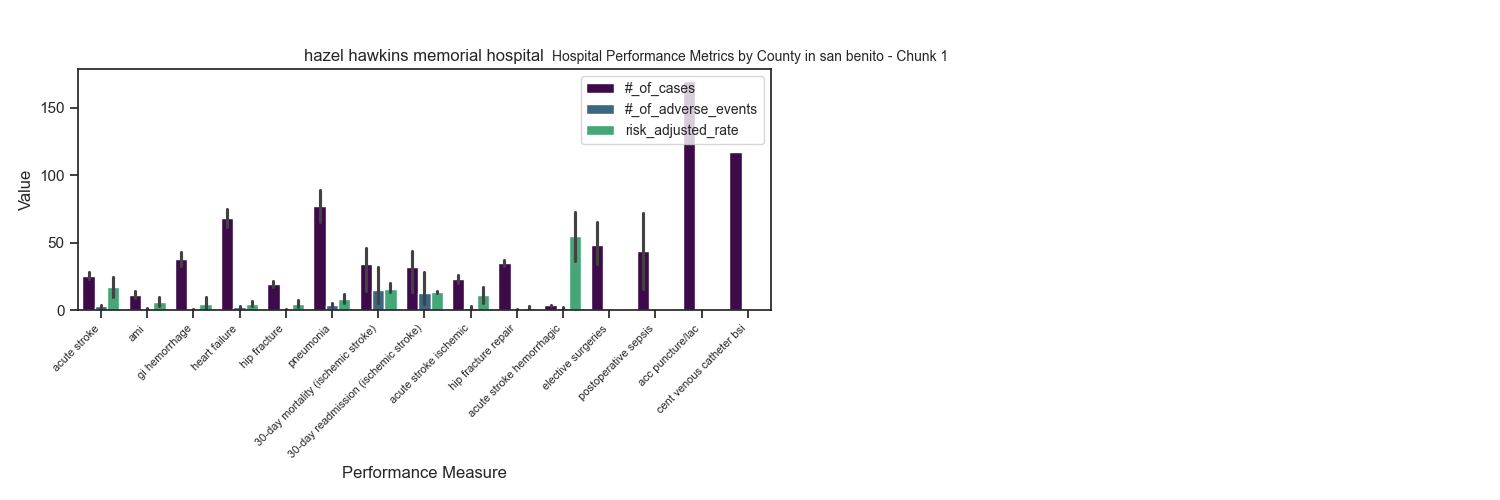 hazel hawkins memorial hospital Hospital Performance Metrics by County in san benito - Chunk 1
#_of_cases
#_of_adverse_events
risk_adjusted_rate
Value
150
100
50
0
acute stroke
ami
gi hemorrhage
heart failure
hip fracture
pneumonia
30-day mortality (ischemic stroke)
30-day readmission (ischemic stroke)
acute stroke ischemic
hip fracture repair
acute stroke hemorrhagic
elective surgeries
postoperative sepsis
acc puncture/lac
cent venous catheter bsi
Performance Measure